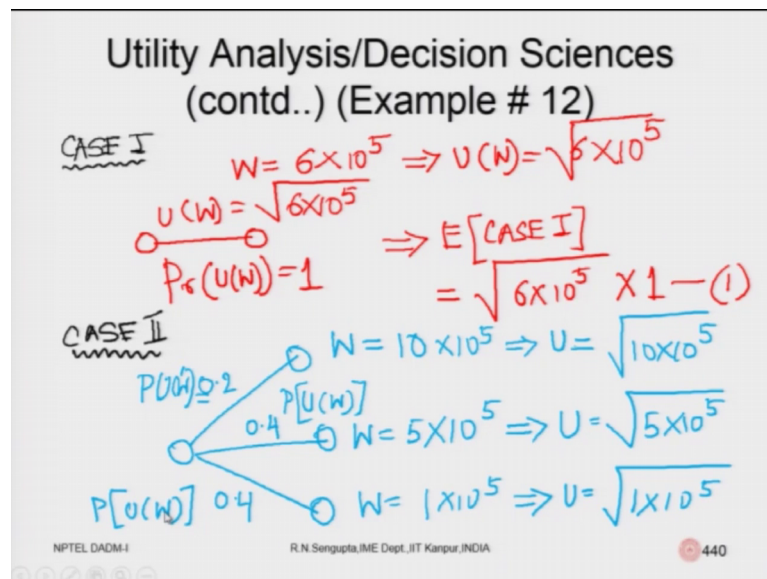 Utility Analysis/Decision Sciences
(contd..) (Example # 12)
CASE I
W = 6×10^5 ⇒ U(W) = √6×10^5
U(W) = √6×10^5
Pr(U(W)) = 1
⇒ E[CASE I]
= √6×10^5 × 1 — (1)
CASE II
W = 10×10^5 ⇒ U = √10×10^5
P(U(W)) 0.2
P[U(W)]
0.4 W = 5×10^5 ⇒ U = √5×10^5
P[U(W)] 0.4 W = 1×10^5 ⇒ U = √1×10^5
NPTEL DADM-I R.N.Sengupta,IME Dept.,IIT Kanpur,INDIA 440